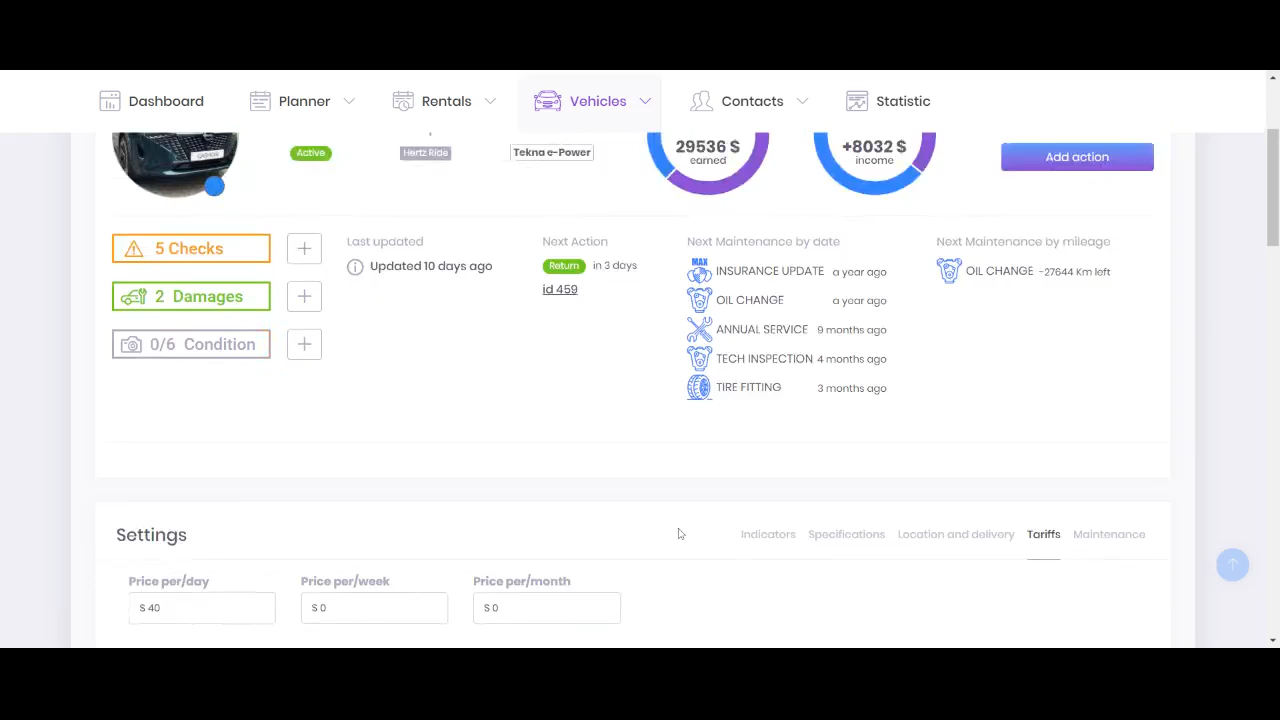 Dashboard
Planner
Rentals
Vehicles
Contacts
Statistic
Active
Hertz Ride
Tekna e-Power
29536 $
earned
+8032 $
income
Add action
5 Checks
2 Damages
0/6 Condition
Last updated
Updated 10 days ago
Next Action
Return in 3 days
id 459
Next Maintenance by date
MAX
INSURANCE UPDATE a year ago
OIL CHANGE a year ago
ANNUAL SERVICE 9 months ago
TECH INSPECTION 4 months ago
TIRE FITTING 3 months ago
Next Maintenance by mileage
OIL CHANGE -27644 Km left
Settings
Indicators
Specifications
Location and delivery
Tariffs
Maintenance
Price per/day
Price per/week
Price per/month
$ 40
$ 0
$ 0